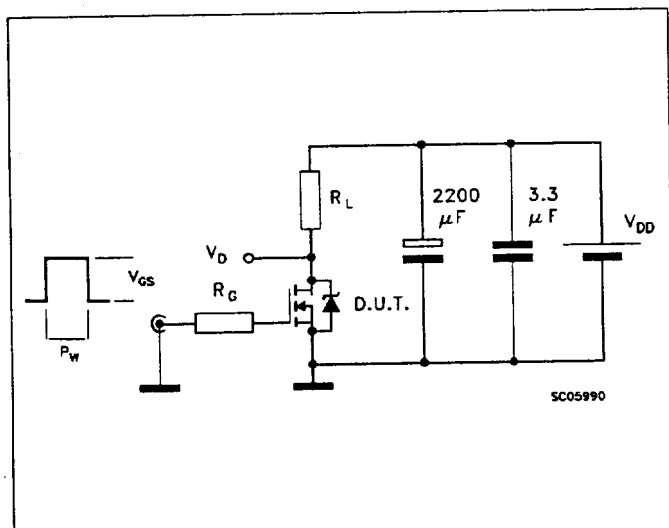 2200
μF
3.3
μF
R_L
V_DD
V_D
V_GS
R_G
D.U.T.
P_W
SC05990